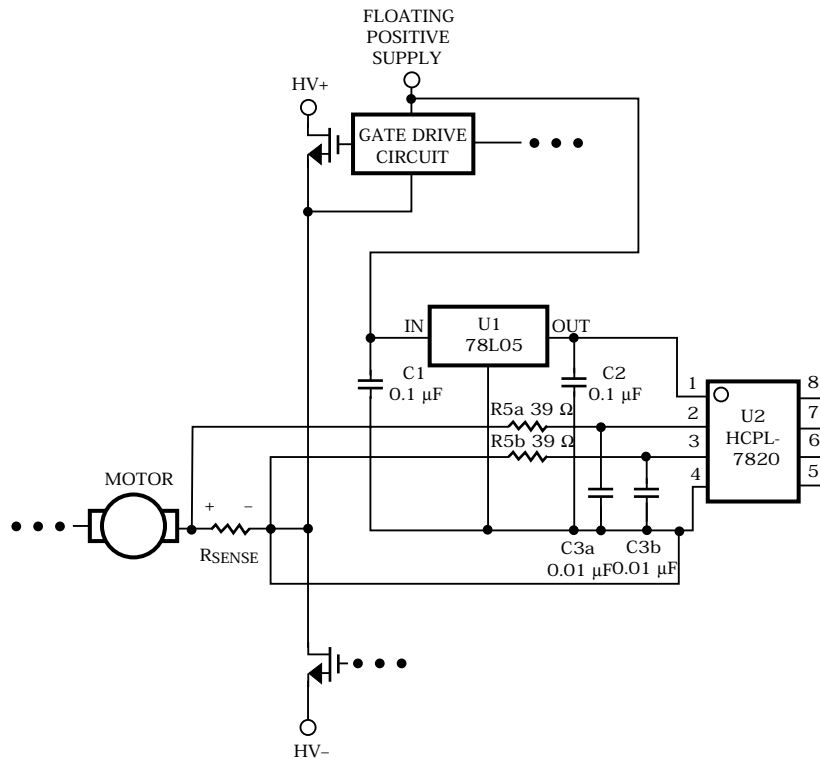 FLOATING
POSITIVE
SUPPLY
HV+
GATE DRIVE
CIRCUIT
IN
U1
78L05
OUT
C1
0.1 µF
C2
0.1 µF
R5a 39 Ω
R5b 39 Ω
1
2
3
4
U2
HCPL-
7820
8
7
6
5
MOTOR
+ –
RSENSE
C3a
0.01 µF
C3b
0.01 µF
HV–